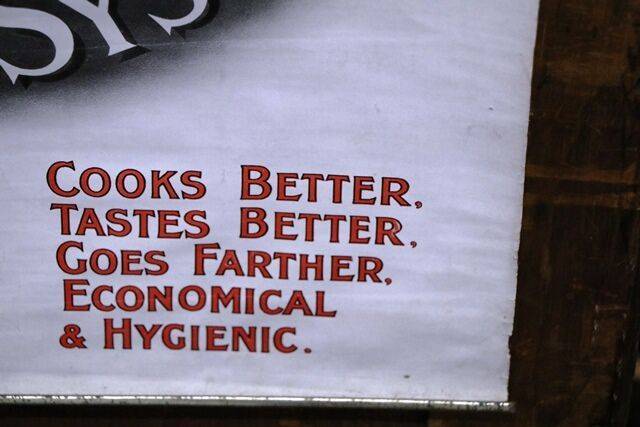 COOKS BETTER,
TASTES BETTER,
GOES FARTHER,
ECONOMICAL
& HYGIENIC.